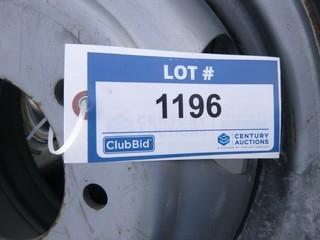 LOT #
1196
ClubBid
CENTURY
AUCTIONS